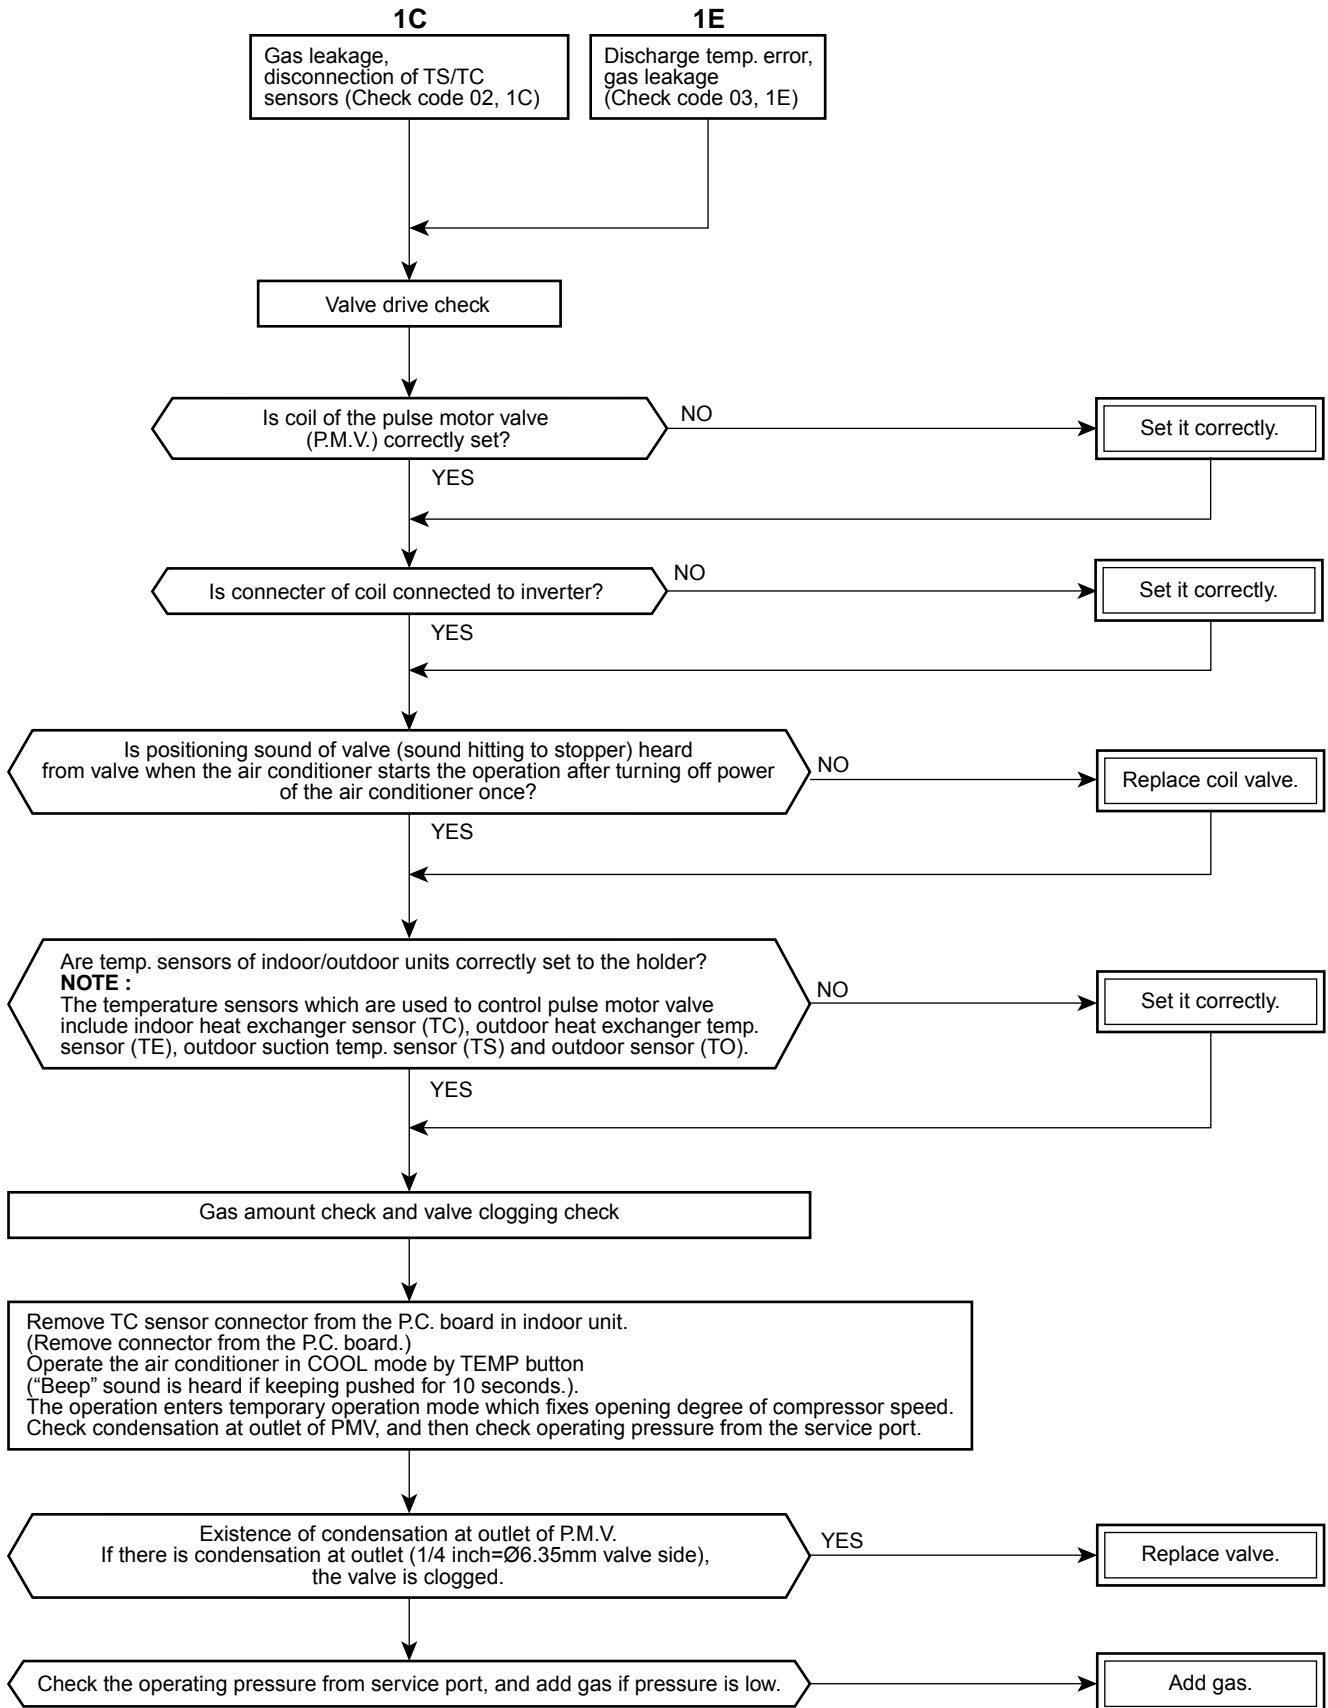 1C
1E
Gas leakage,
disconnection of TS/TC
sensors (Check code 02, 1C)
Discharge temp. error,
gas leakage
(Check code 03, 1E)
Valve drive check
Is coil of the pulse motor valve
(P.M.V.) correctly set?
NO
Set it correctly.
YES
Is connecter of coil connected to inverter?
NO
Set it correctly.
YES
Is positioning sound of valve (sound hitting to stopper) heard
from valve when the air conditioner starts the operation after turning off power
of the air conditioner once?
NO
Replace coil valve.
YES
Are temp. sensors of indoor/outdoor units correctly set to the holder?
NOTE :
The temperature sensors which are used to control pulse motor valve
include indoor heat exchanger sensor (TC), outdoor heat exchanger temp.
sensor (TE), outdoor suction temp. sensor (TS) and outdoor sensor (TO).
NO
Set it correctly.
YES
Gas amount check and valve clogging check
Remove TC sensor connector from the P.C. board in indoor unit.
(Remove connector from the P.C. board.)
Operate the air conditioner in COOL mode by TEMP button
(“Beep” sound is heard if keeping pushed for 10 seconds.).
The operation enters temporary operation mode which fixes opening degree of compressor speed.
Check condensation at outlet of PMV, and then check operating pressure from the service port.
Existence of condensation at outlet of P.M.V.
If there is condensation at outlet (1/4 inch=Ø6.35mm valve side),
the valve is clogged.
YES
Replace valve.
Check the operating pressure from service port, and add gas if pressure is low.
Add gas.